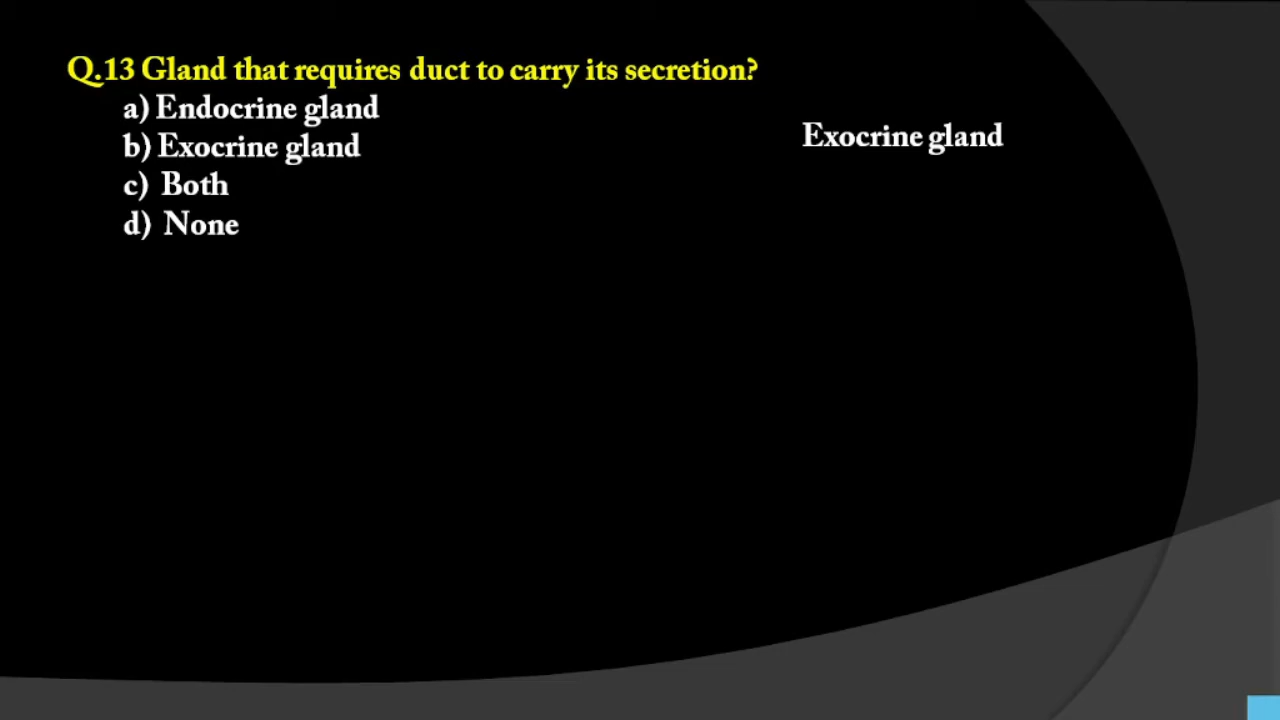 Q.13 Gland that requires duct to carry its secretion?
a) Endocrine gland
b) Exocrine gland
c) Both
d) None
Exocrine gland